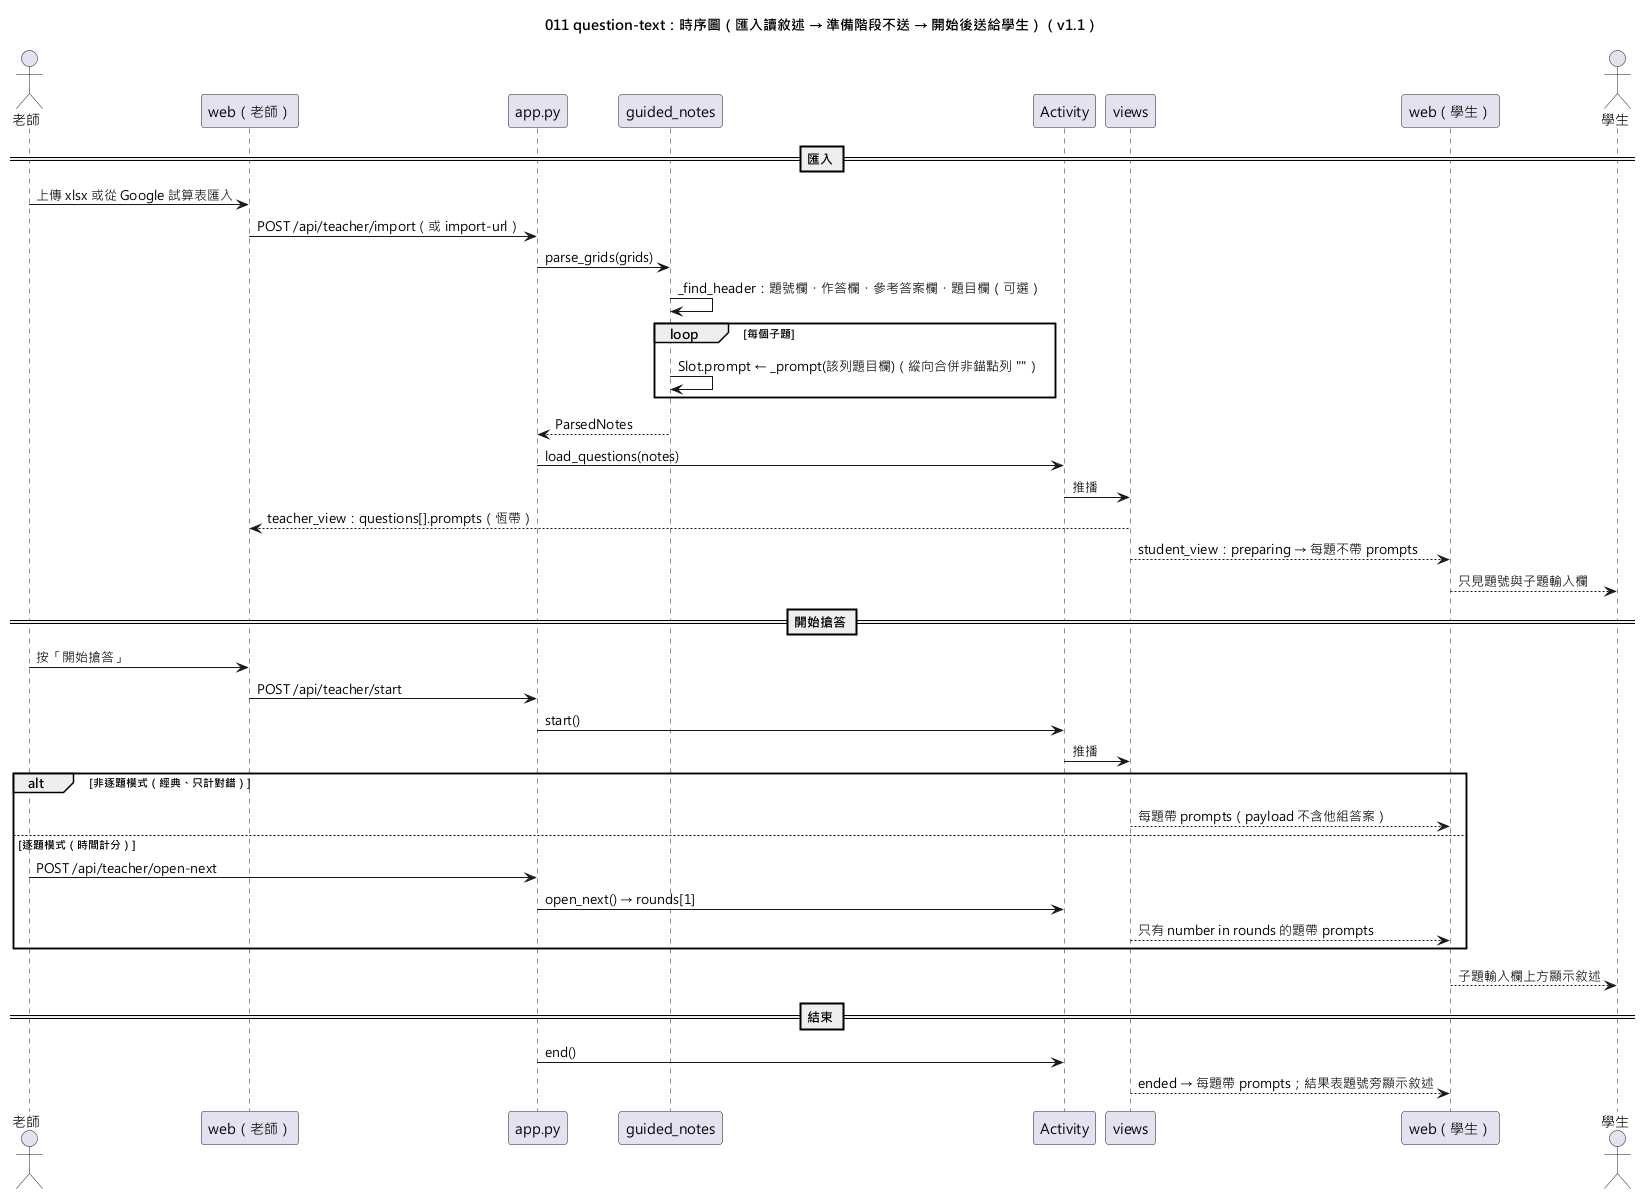 011 question-text：時序圖（匯入讀敘述 → 準備階段不送 → 開始後送給學生）（v1.1）
老師
web（老師）
app.py
guided_notes
Activity
views
web（學生）
學生
匯入
上傳 xlsx 或從 Google 試算表匯入
POST /api/teacher/import（或 import-url）
parse_grids(grids)
_find_header：題號欄．作答欄．參考答案欄．題目欄（可選）
loop [每個子題]
Slot.prompt ← _prompt(該列題目欄)（縱向合併非錨點列 ""）
ParsedNotes
load_questions(notes)
推播
teacher_view：questions[].prompts（恆帶）
student_view：preparing → 每題不帶 prompts
只見題號與子題輸入欄
開始搶答
按「開始搶答」
POST /api/teacher/start
start()
推播
alt [非逐題模式（經典、只計對錯）]
每題帶 prompts（payload 不含他組答案）
[逐題模式（時間計分）]
POST /api/teacher/open-next
open_next() → rounds[1]
只有 number in rounds 的題帶 prompts
子題輸入欄上方顯示敘述
結束
end()
ended → 每題帶 prompts；結果表題號旁顯示敘述
老師
web（老師）
app.py
guided_notes
Activity
views
web（學生）
學生